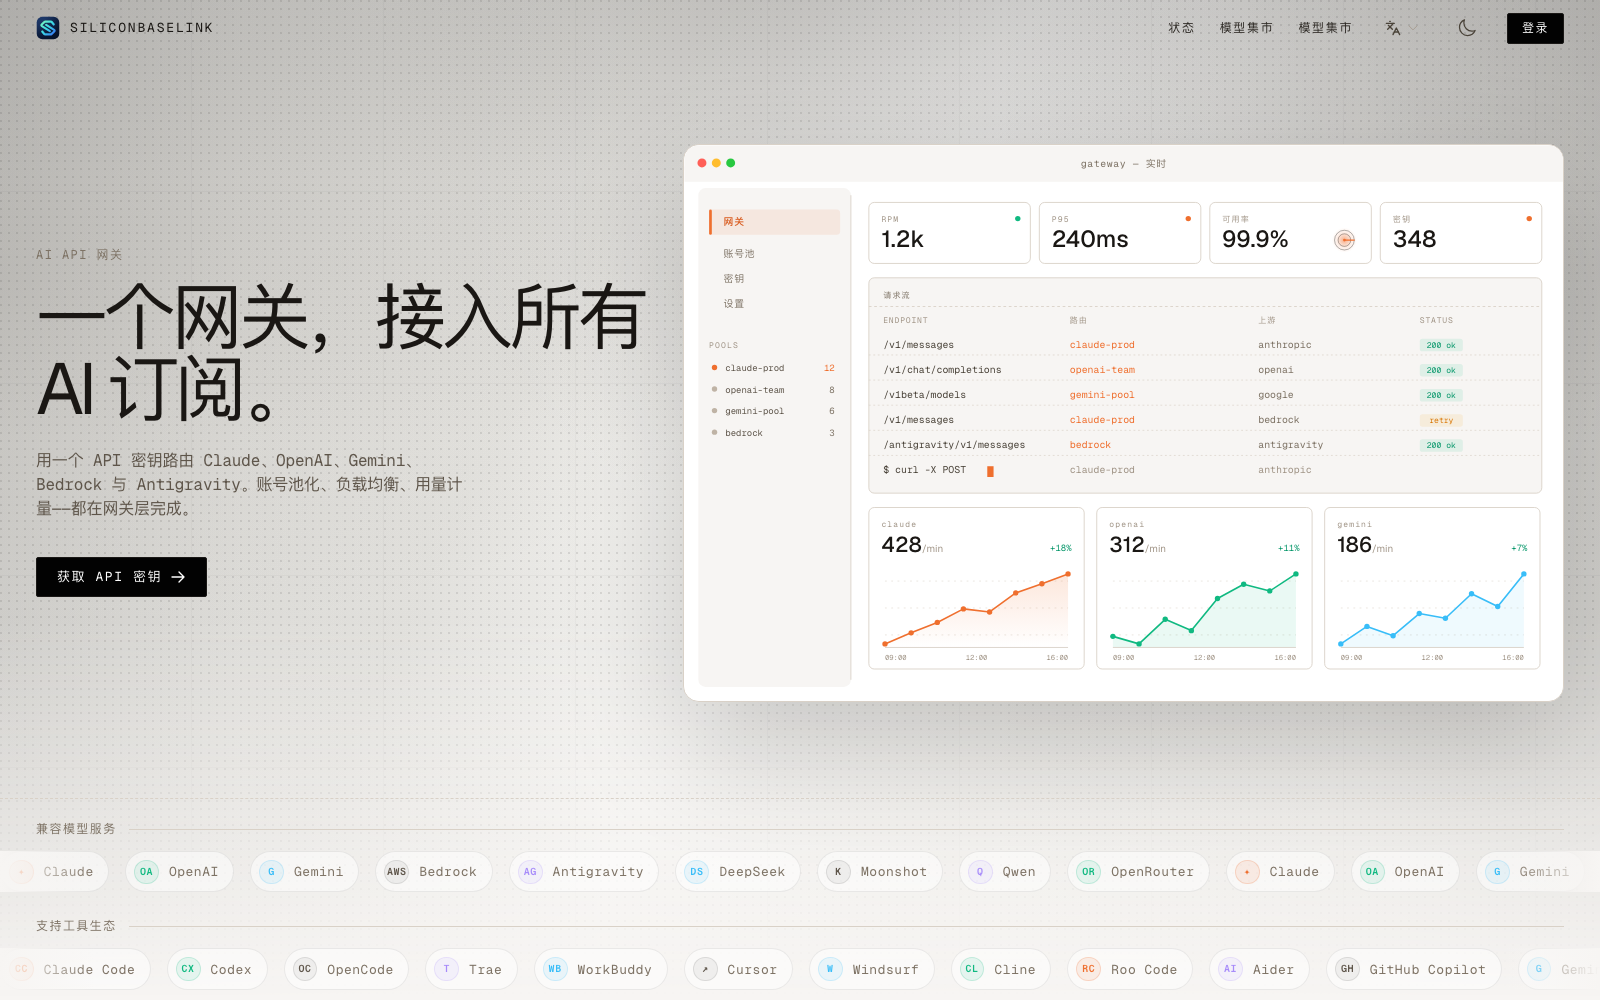 SILICONBASELINK
状态 模型集市 模型集市 登录
AI API 网关
一个网关，接入所有
AI 订阅。
用一个 API 密钥路由 Claude、OpenAI、Gemini、
Bedrock 与 Antigravity。账号池化、负载均衡、用量计
量——都在网关层完成。
获取 API 密钥 →
gateway — 实时
网关
账号池
密钥
设置
POOLS
claude-prod 12
openai-team 8
gemini-pool 6
bedrock 3
RPM
1.2k
P95
240ms
可用率
99.9%
密钥
348
请求流
ENDPOINT 路由 上游 STATUS
/v1/messages claude-prod anthropic 200 ok
/v1/chat/completions openai-team openai 200 ok
/v1beta/models gemini-pool google 200 ok
/v1/messages claude-prod bedrock retry
/antigravity/v1/messages bedrock antigravity 200 ok
$ curl -X POST claude-prod anthropic
claude
428/min +18%
09:00 12:00 16:00
openai
312/min +11%
09:00 12:00 16:00
gemini
186/min +7%
09:00 12:00 16:00
兼容模型服务
Claude OA OpenAI G Gemini AWS Bedrock AG Antigravity DS DeepSeek K Moonshot Q Qwen OR OpenRouter Claude OA OpenAI G Gemini
支持工具生态
CC Claude Code CX Codex OC OpenCode T Trae WB WorkBuddy Cursor W Windsurf CL Cline RC Roo Code AI Aider GH GitHub Copilot G Gemi